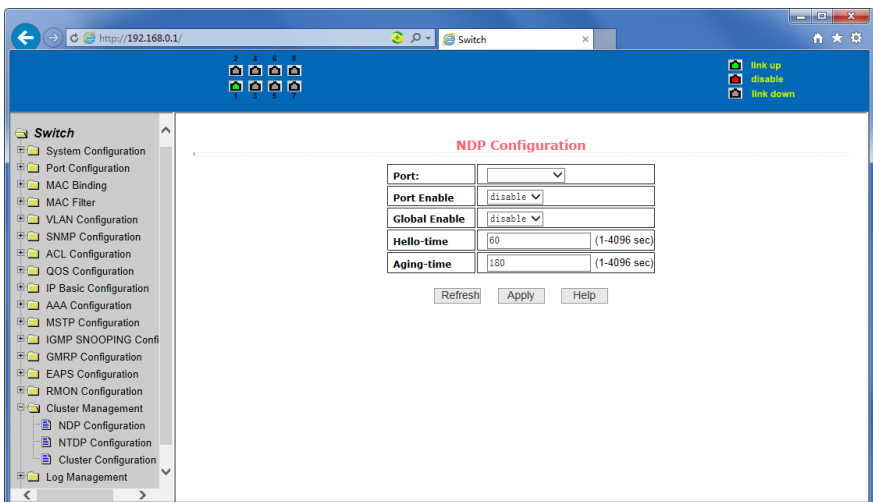 http://192.168.0.1/
Switch
2 4 6 8
1 3 5 7
link up
disable
link down
Switch
System Configuration
Port Configuration
MAC Binding
MAC Filter
VLAN Configuration
SNMP Configuration
ACL Configuration
QOS Configuration
IP Basic Configuration
AAA Configuration
MSTP Configuration
IGMP SNOOPING Confi
GMRP Configuration
EAPS Configuration
RMON Configuration
Cluster Management
NDP Configuration
NTDP Configuration
Cluster Configuration
Log Management
NDP Configuration
Port:
Port Enable disable
Global Enable disable
Hello-time 60 (1-4096 sec)
Aging-time 180 (1-4096 sec)
Refresh Apply Help